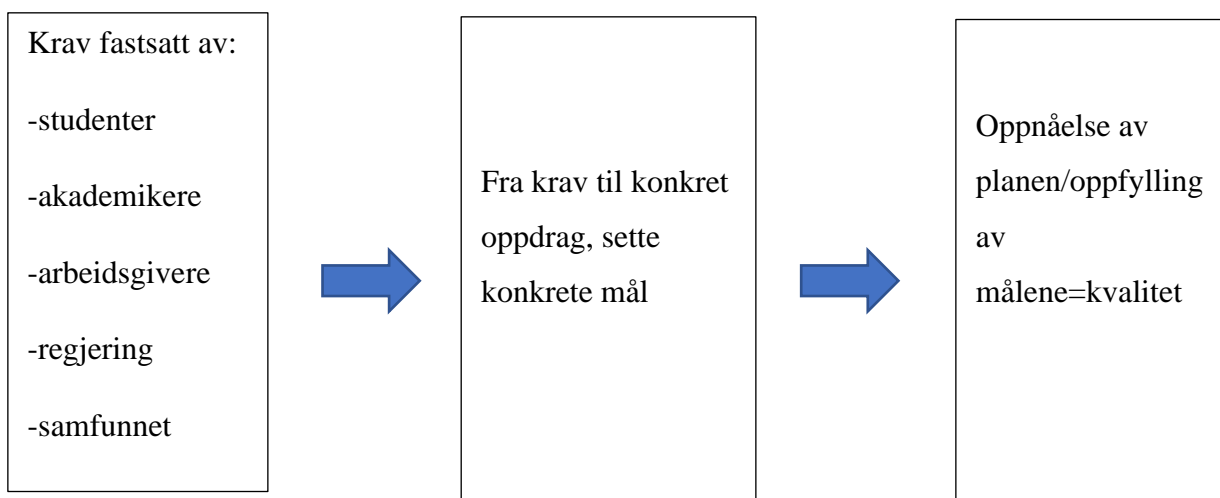 Krav fastsatt av:
-studenter
-akademikere
-arbeidsgivere
-regjering
-samfunnet
Fra krav til konkret
oppdrag, sette
konkrete mål
Oppnåelse av
planen/oppfylling
av
målene=kvalitet